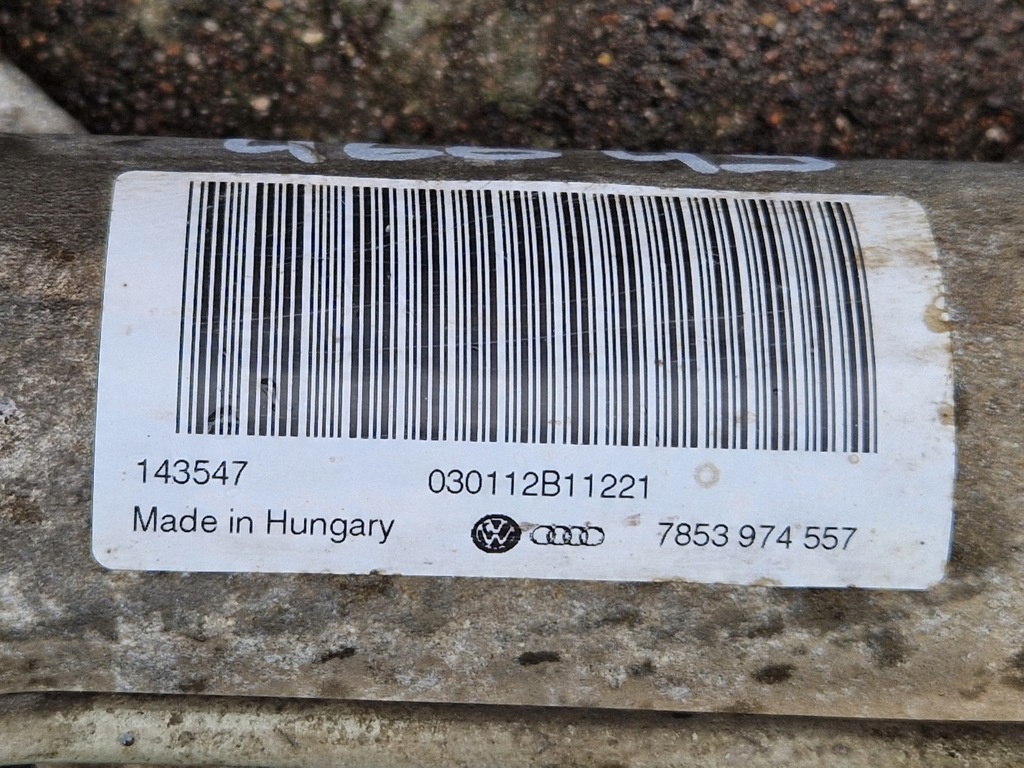 143547
030112B11221
Made in Hungary
7853 974 557